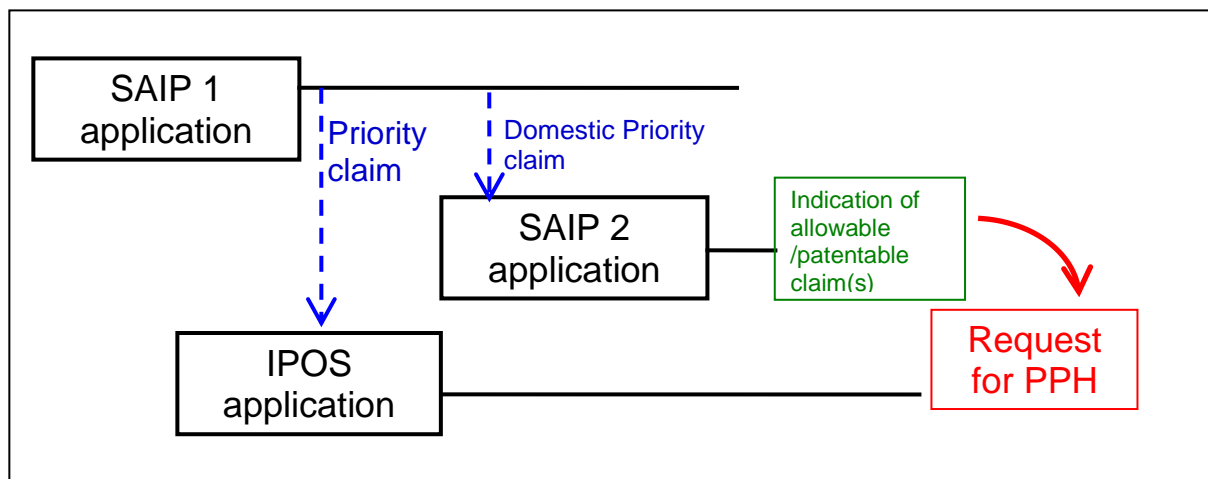 SAIP 1
application
Priority
claim
Domestic Priority
claim
SAIP 2
application
Indication of
allowable
/patentable
claim(s)
IPOS
application
Request
for PPH